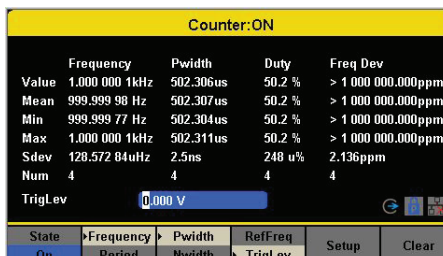 Counter:ON
Frequency Pwidth Duty Freq Dev
Value 1.000 000 1kHz 502.306us 50.2 % > 1 000 000.000ppm
Mean 999.999 98 Hz 502.307us 50.2 % > 1 000 000.000ppm
Min 999.999 77 Hz 502.304us 50.2 % > 1 000 000.000ppm
Max 1.000 000 1kHz 502.311us 50.2 % > 1 000 000.000ppm
Sdev 128.572 84uHz 2.5ns 248 u% 2.136ppm
Num 4 4 4 4
TrigLev 0.000 V
State Frequency Pwidth RefFreq Setup Clear
On Period Nwidth TrigLev